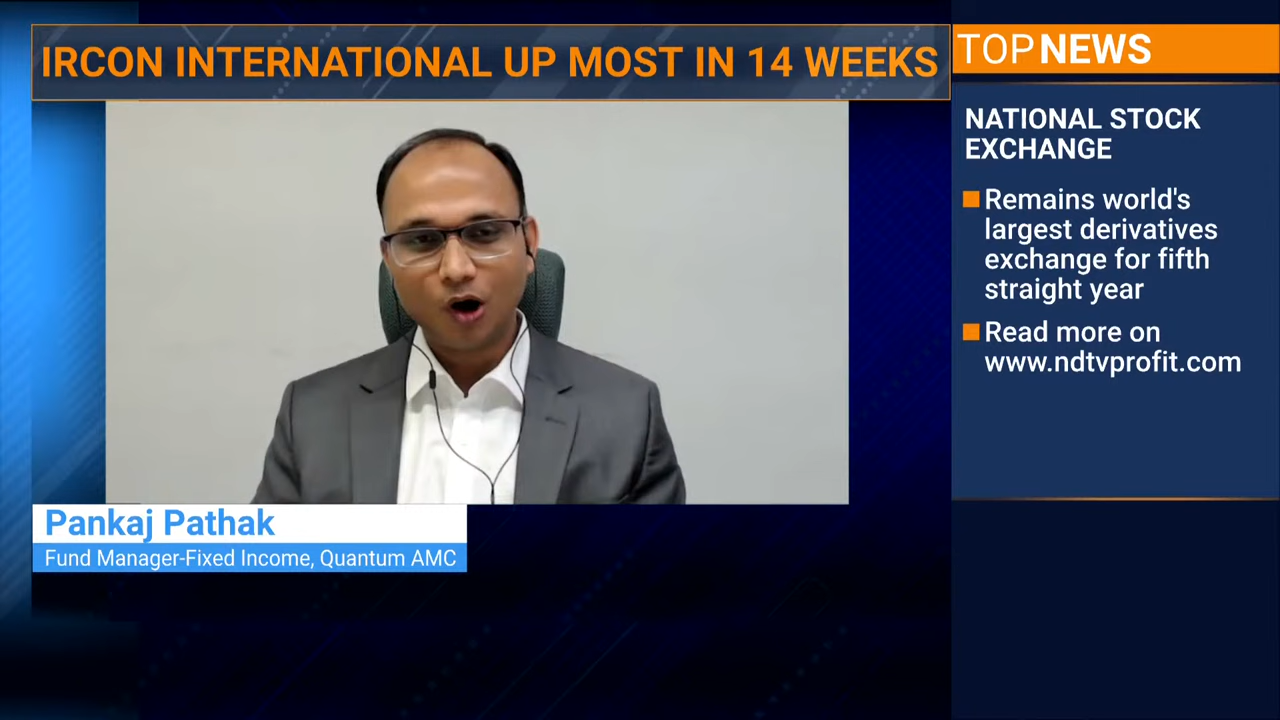 IRCON INTERNATIONAL UP MOST IN 14 WEEKS
TOP NEWS
NATIONAL STOCK
EXCHANGE
Remains world's
largest derivatives
exchange for fifth
straight year
Read more on
www.ndtvprofit.com
Pankaj Pathak
Fund Manager-Fixed Income, Quantum AMC